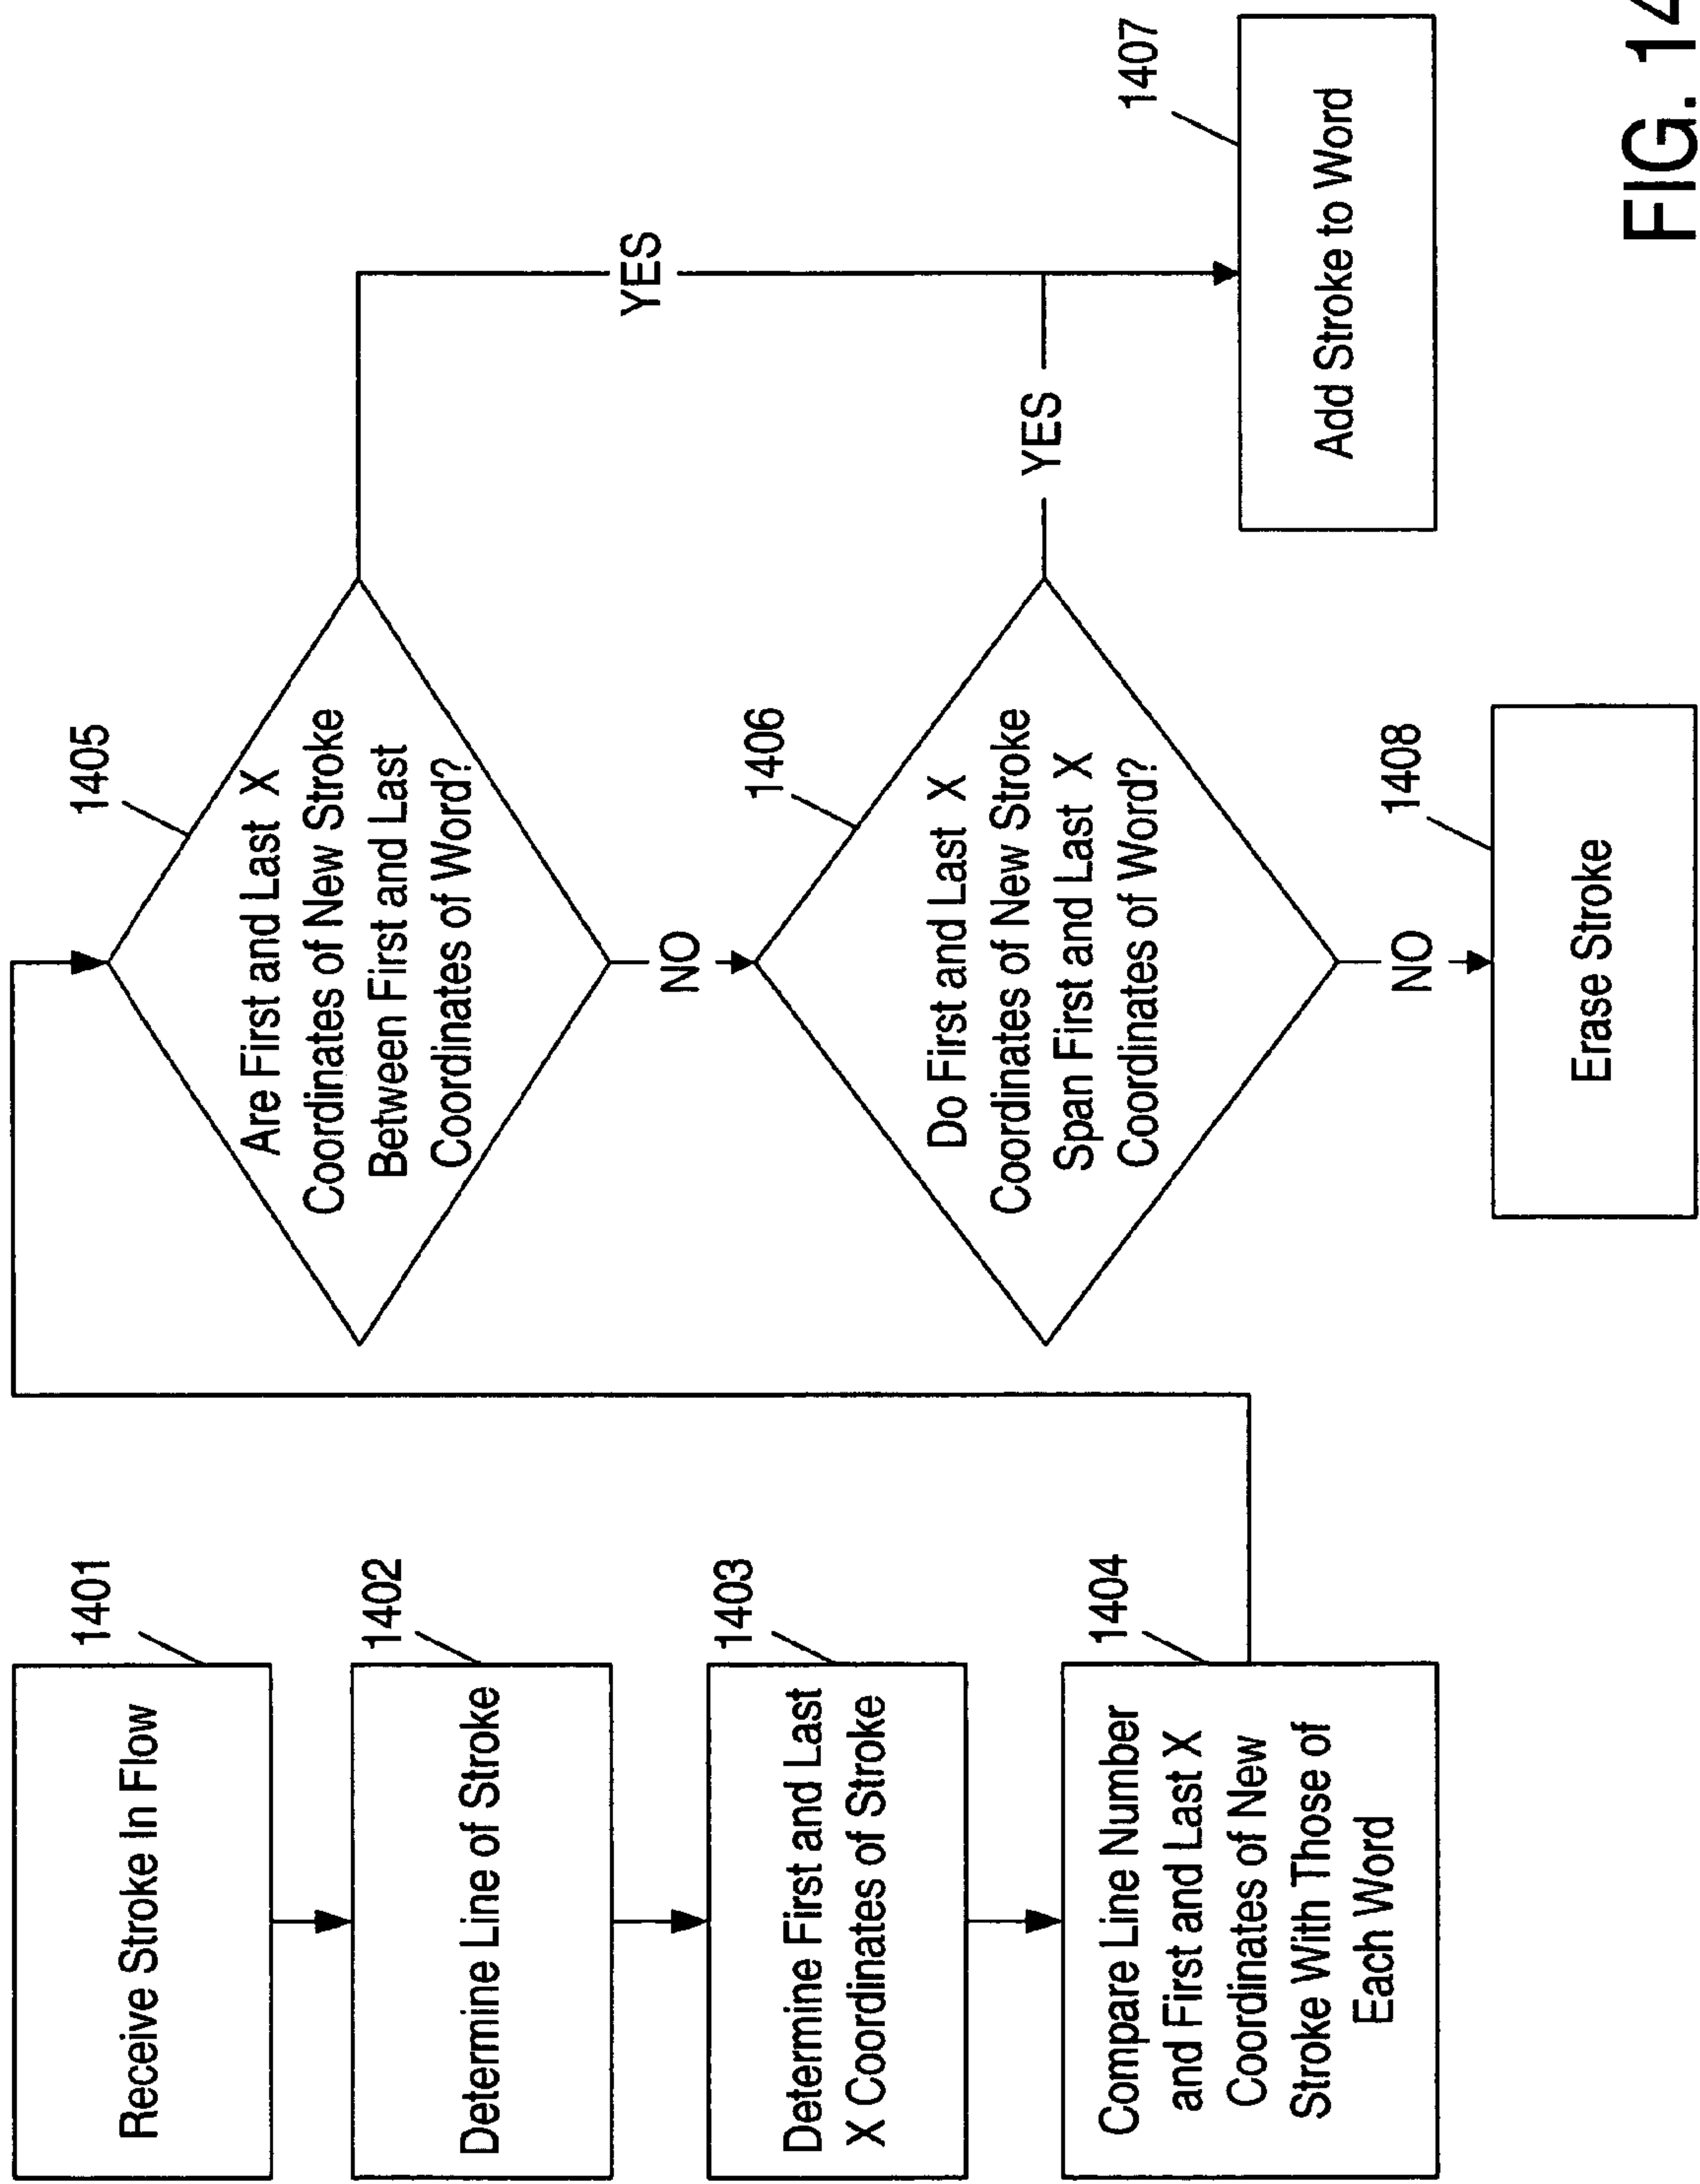 1401
Receive Stroke In Flow
1402
Determine Line of Stroke
1403
Determine First and Last
X Coordinates of Stroke
1404
Compare Line Number
and First and Last X
Coordinates of New
Stroke With Those of
Each Word
1405
Are First and Last X
Coordinates of New Stroke
Between First and Last
Coordinates of Word?
YES
NO
1406
Do First and Last X
Coordinates of New Stroke
Span First and Last X
Coordinates of Word?
YES
NO
1407
Add Stroke to Word
1408
Erase Stroke
FIG. 14